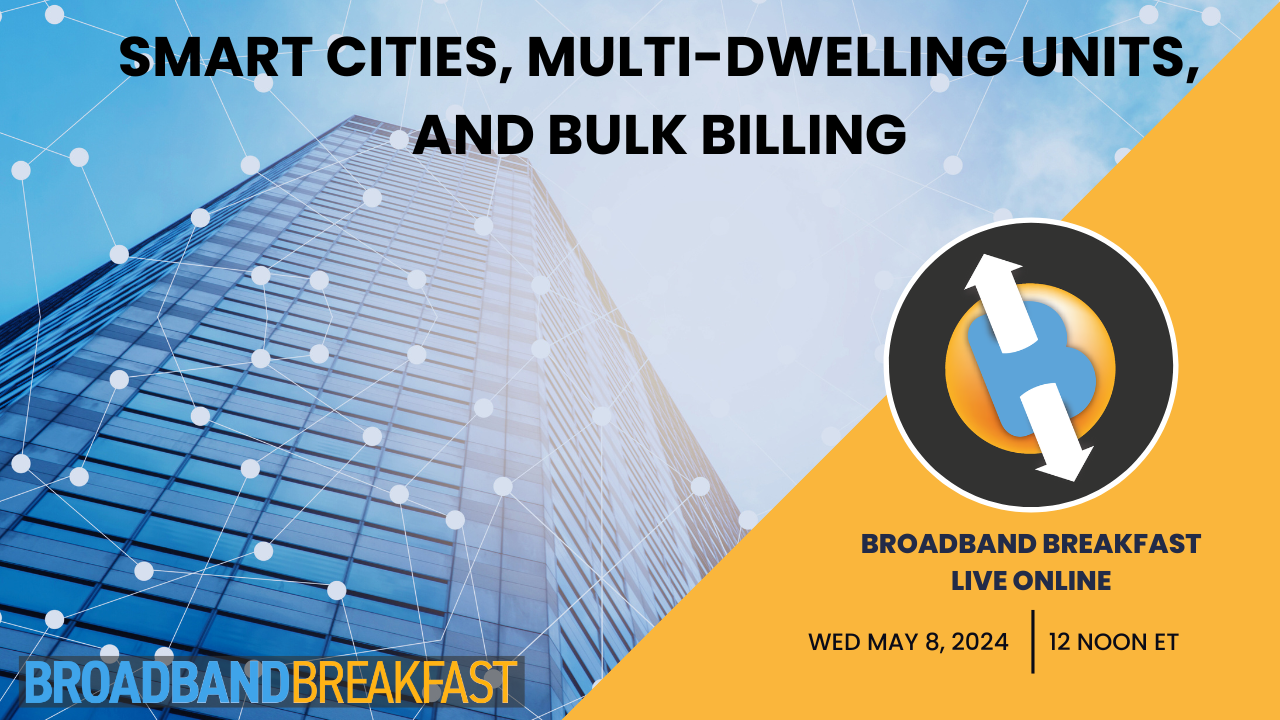 SMART CITIES, MULTI-DWELLING UNITS,
AND BULK BILLING
BROADBAND BREAKFAST
LIVE ONLINE
WED MAY 8, 2024 | 12 NOON ET
BROADBANDBREAKFAST